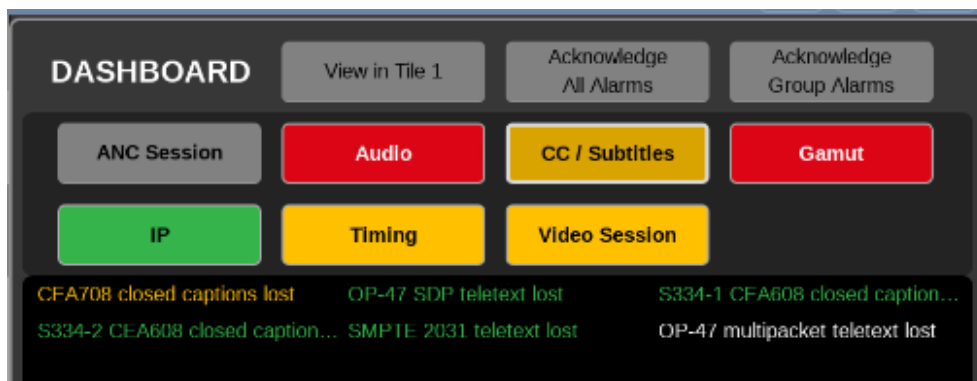 DASHBOARD
View in Tile 1
Acknowledge
All Alarms
Acknowledge
Group Alarms
ANC Session
Audio
CC / Subtitles
Gamut
IP
Timing
Video Session
CEA708 closed captions lost
OP-47 SDP teletext lost
S334-1 CEA608 closed caption...
S334-2 CEA608 closed caption...
SMPTE 2031 teletext lost
OP-47 multipacket teletext lost